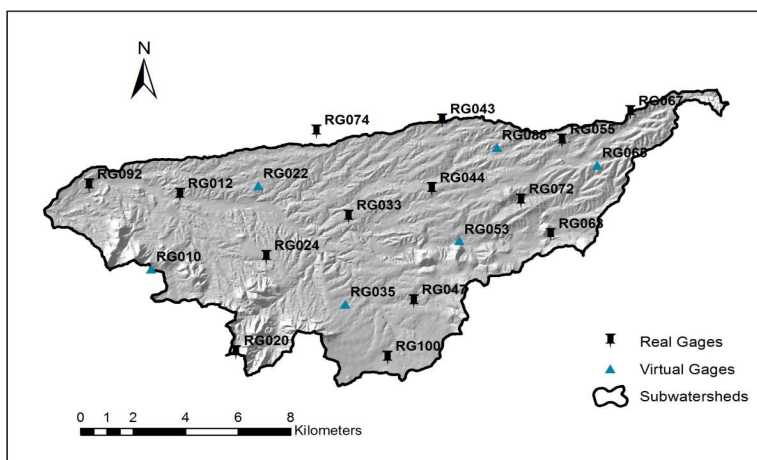 N
RG067
RG043
RG074
RG055
RG088
RG068
RG092
RG012
RG022
RG044
RG072
RG033
RG063
RG053
RG024
RG010
RG035
RG047
RG020
RG100
Real Gages
Virtual Gages
Subwatersheds
0 1 2 4 6 8
Kilometers